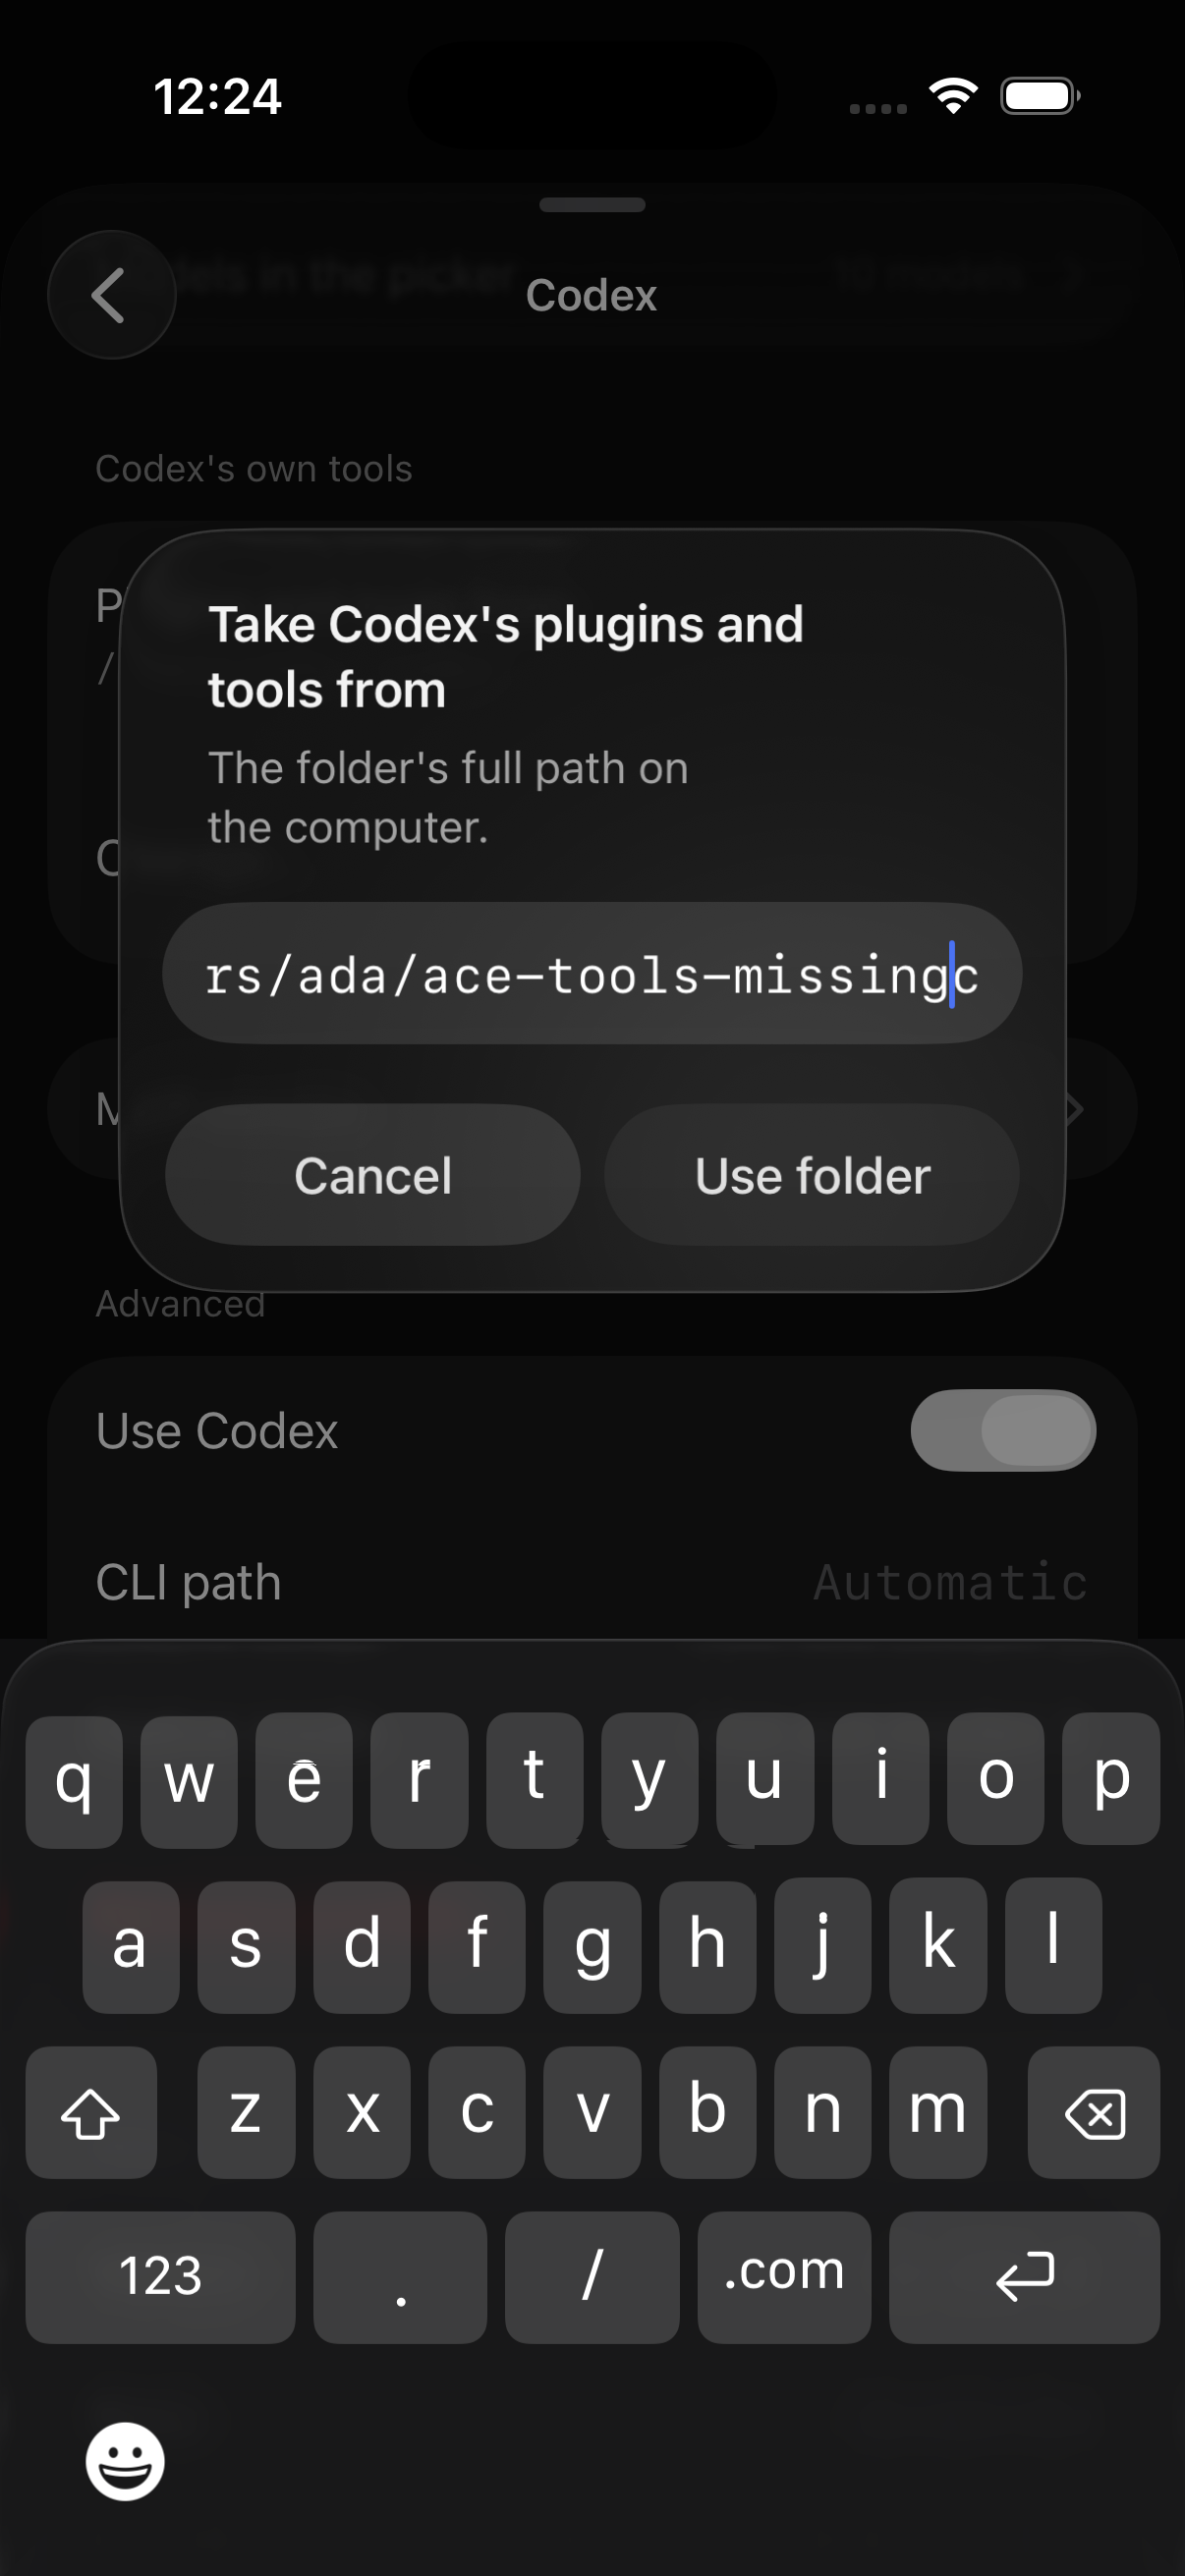 12:24
Codex
Codex's own tools
Take Codex's plugins and
tools from
The folder's full path on
the computer.
rs/ada/ace-tools-missingc
Cancel
Use folder
Advanced
Use Codex
CLI path
Automatic
q w e r t y u i o p
a s d f g h j k l
z x c v b n m
123 . / .com